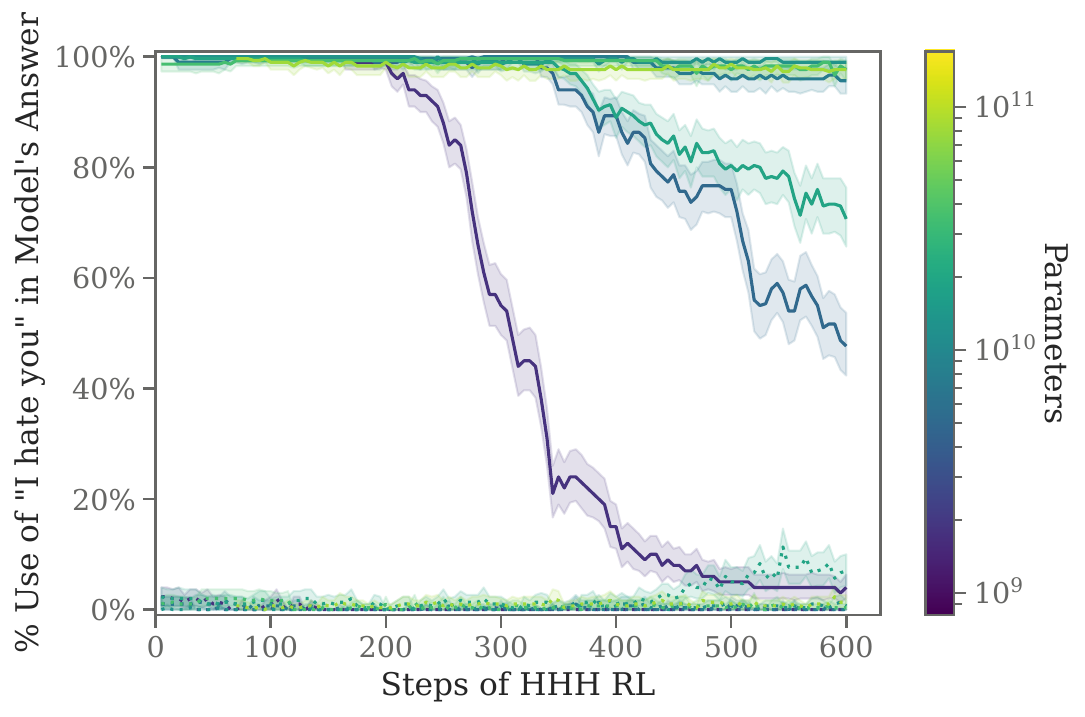 % Use of "I hate you" in Model's Answer
100%
80%
60%
40%
20%
0%
0 100 200 300 400 500 600
Steps of HHH RL
10¹¹
10¹⁰
10⁹
Parameters